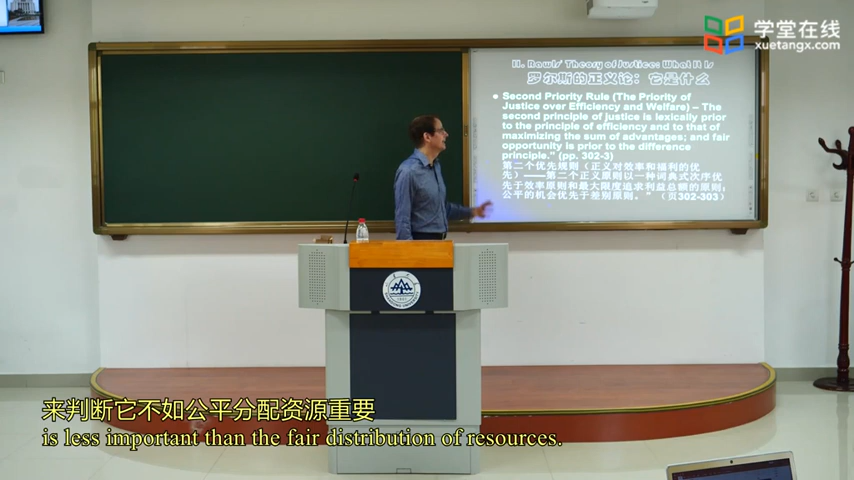 学堂在线
xuetangx.com
II. Rawls' Theory of Justice: What It Is
罗尔斯的正义论：它是什么
● Second Priority Rule (The Priority of
Justice over Efficiency and Welfare) – The
second principle of justice is lexically prior
to the principle of efficiency and to that of
maximizing the sum of advantages; and fair
opportunity is prior to the difference
principle." (pp. 302-3)
第二个优先规则（正义对效率和福利的优
先）——第二个正义原则以一种词典式次序优
先于效率原则和最大限度追求利益总额的原则；
公平的机会优先于差别原则。”（页302-303）
来判断它不如公平分配资源重要
is less important than the fair distribution of resources.